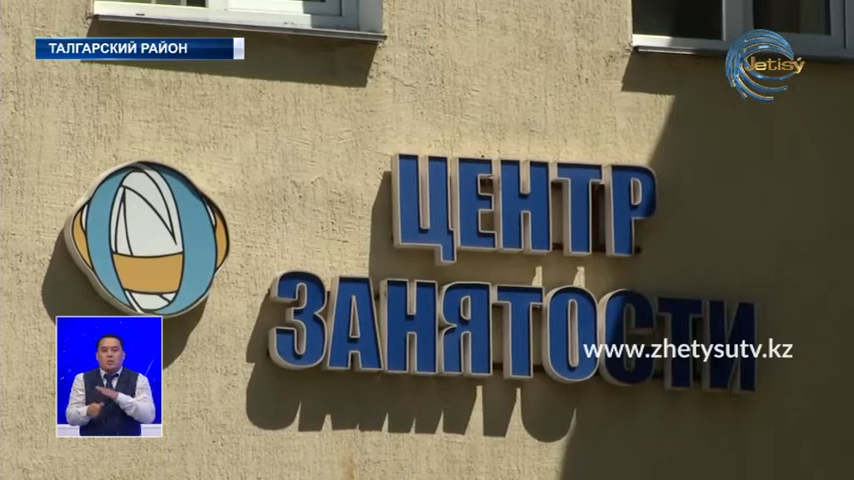 ТАЛГАРСКИЙ РАЙОН
Jetisý
ЦЕНТР
ЗАНЯТОСТИ
www.zhetysutv.kz